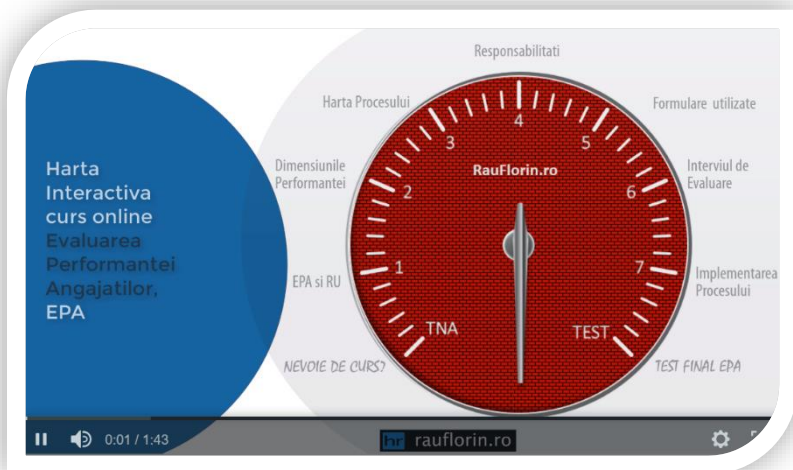 Harta
Interactiva
curs online
Evaluarea
Performantei
Angajatilor,
EPA
Responsabilitati
Harta Procesului
Formulare utilizate
Dimensiunile
Performantei
Interviul de
Evaluare
EPA si RU
Implementarea
Procesului
NEVOIE DE CURS?
TEST FINAL EPA
RauFlorin.ro
TNA
1
2
3
4
5
6
7
TEST
0:01 / 1:43
hr rauflorin.ro